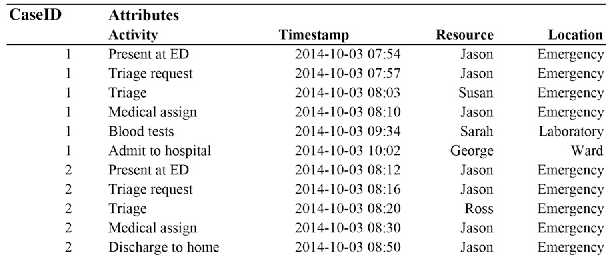 CaseID Attributes
Activity Timestamp Resource Location
1 Present at ED 2014-10-03 07:54 Jason Emergency
1 Triage request 2014-10-03 07:57 Jason Emergency
1 Triage 2014-10-03 08:03 Susan Emergency
1 Medical assign 2014-10-03 08:10 Jason Emergency
1 Blood tests 2014-10-03 09:34 Sarah Laboratory
1 Admit to hospital 2014-10-03 10:02 George Ward
2 Present at ED 2014-10-03 08:12 Jason Emergency
2 Triage request 2014-10-03 08:16 Jason Emergency
2 Triage 2014-10-03 08:20 Ross Emergency
2 Medical assign 2014-10-03 08:30 Jason Emergency
2 Discharge to home 2014-10-03 08:50 Jason Emergency